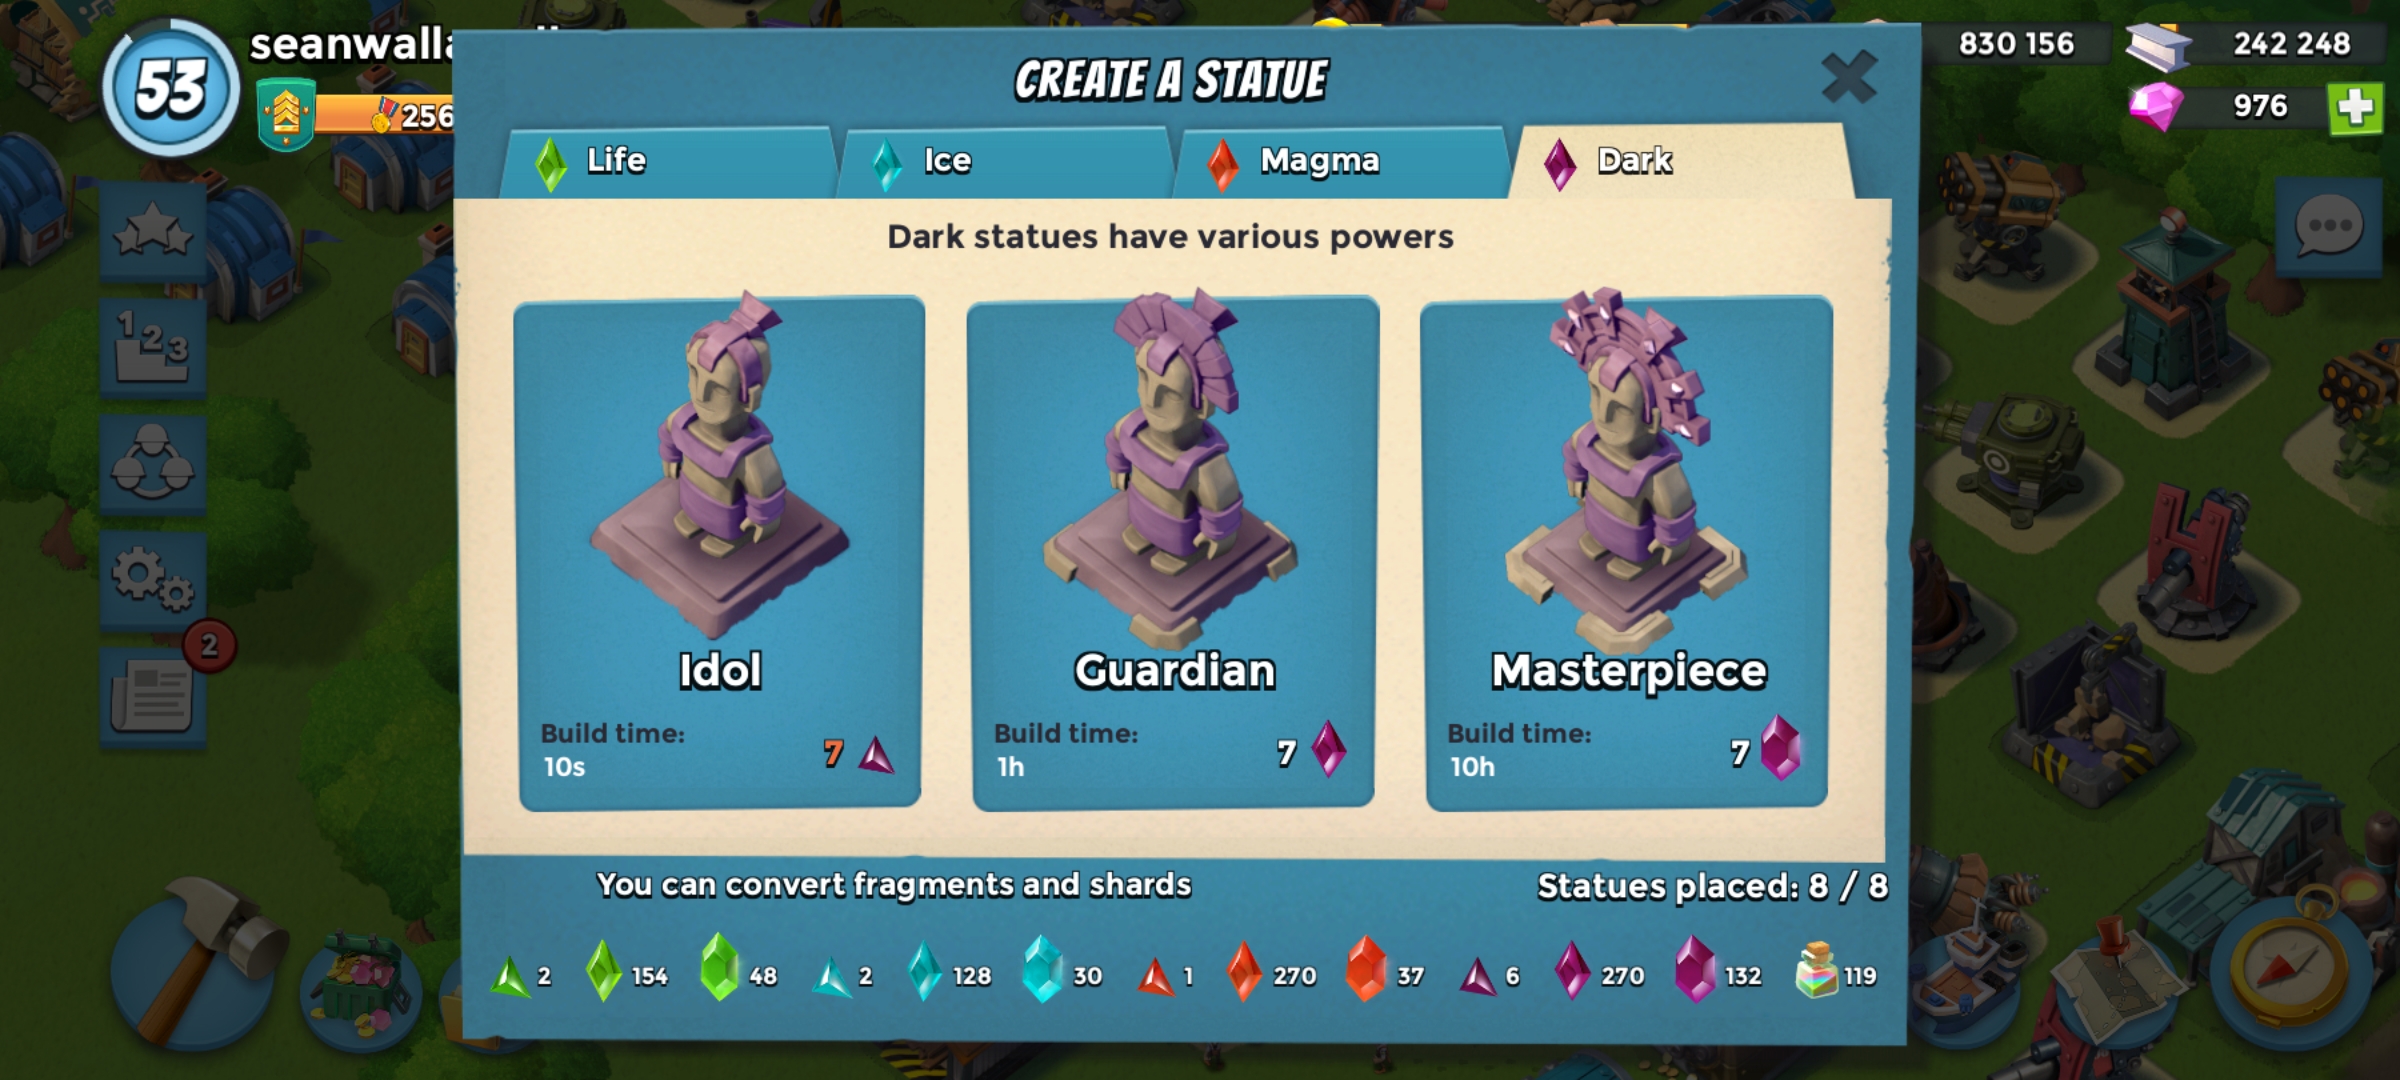 53
256
CREATE A STATUE
830 156
242 248
976
Life
Ice
Magma
Dark
Dark statues have various powers
1 2 3
2
Idol
Build time:
10s
7
Guardian
Build time:
1h
7
Masterpiece
Build time:
10h
7
You can convert fragments and shards
Statues placed: 8 / 8
2 154 48 2 128 30 1 270 37 6 270 132 119